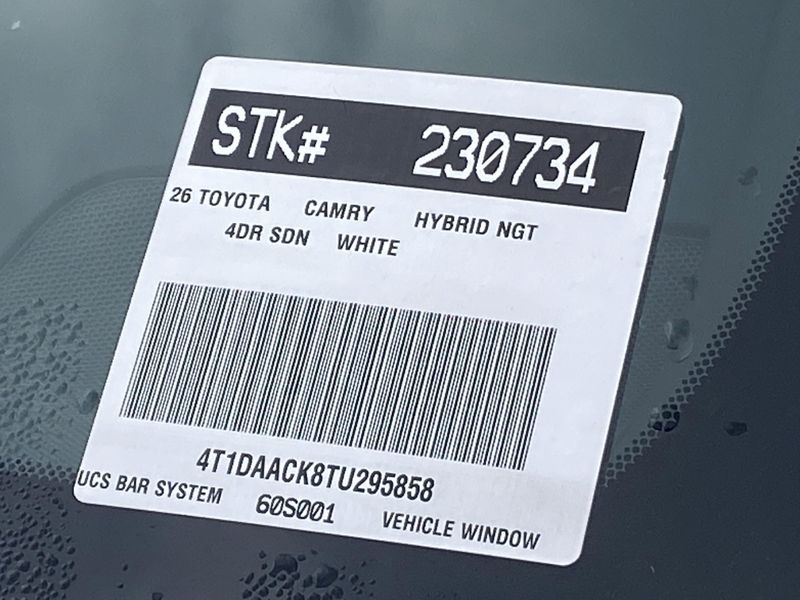 STK# 230734
26 TOYOTA CAMRY HYBRID NGT
4DR SDN WHITE
4T1DAACK8TU295858
UCS BAR SYSTEM 60S001 VEHICLE WINDOW